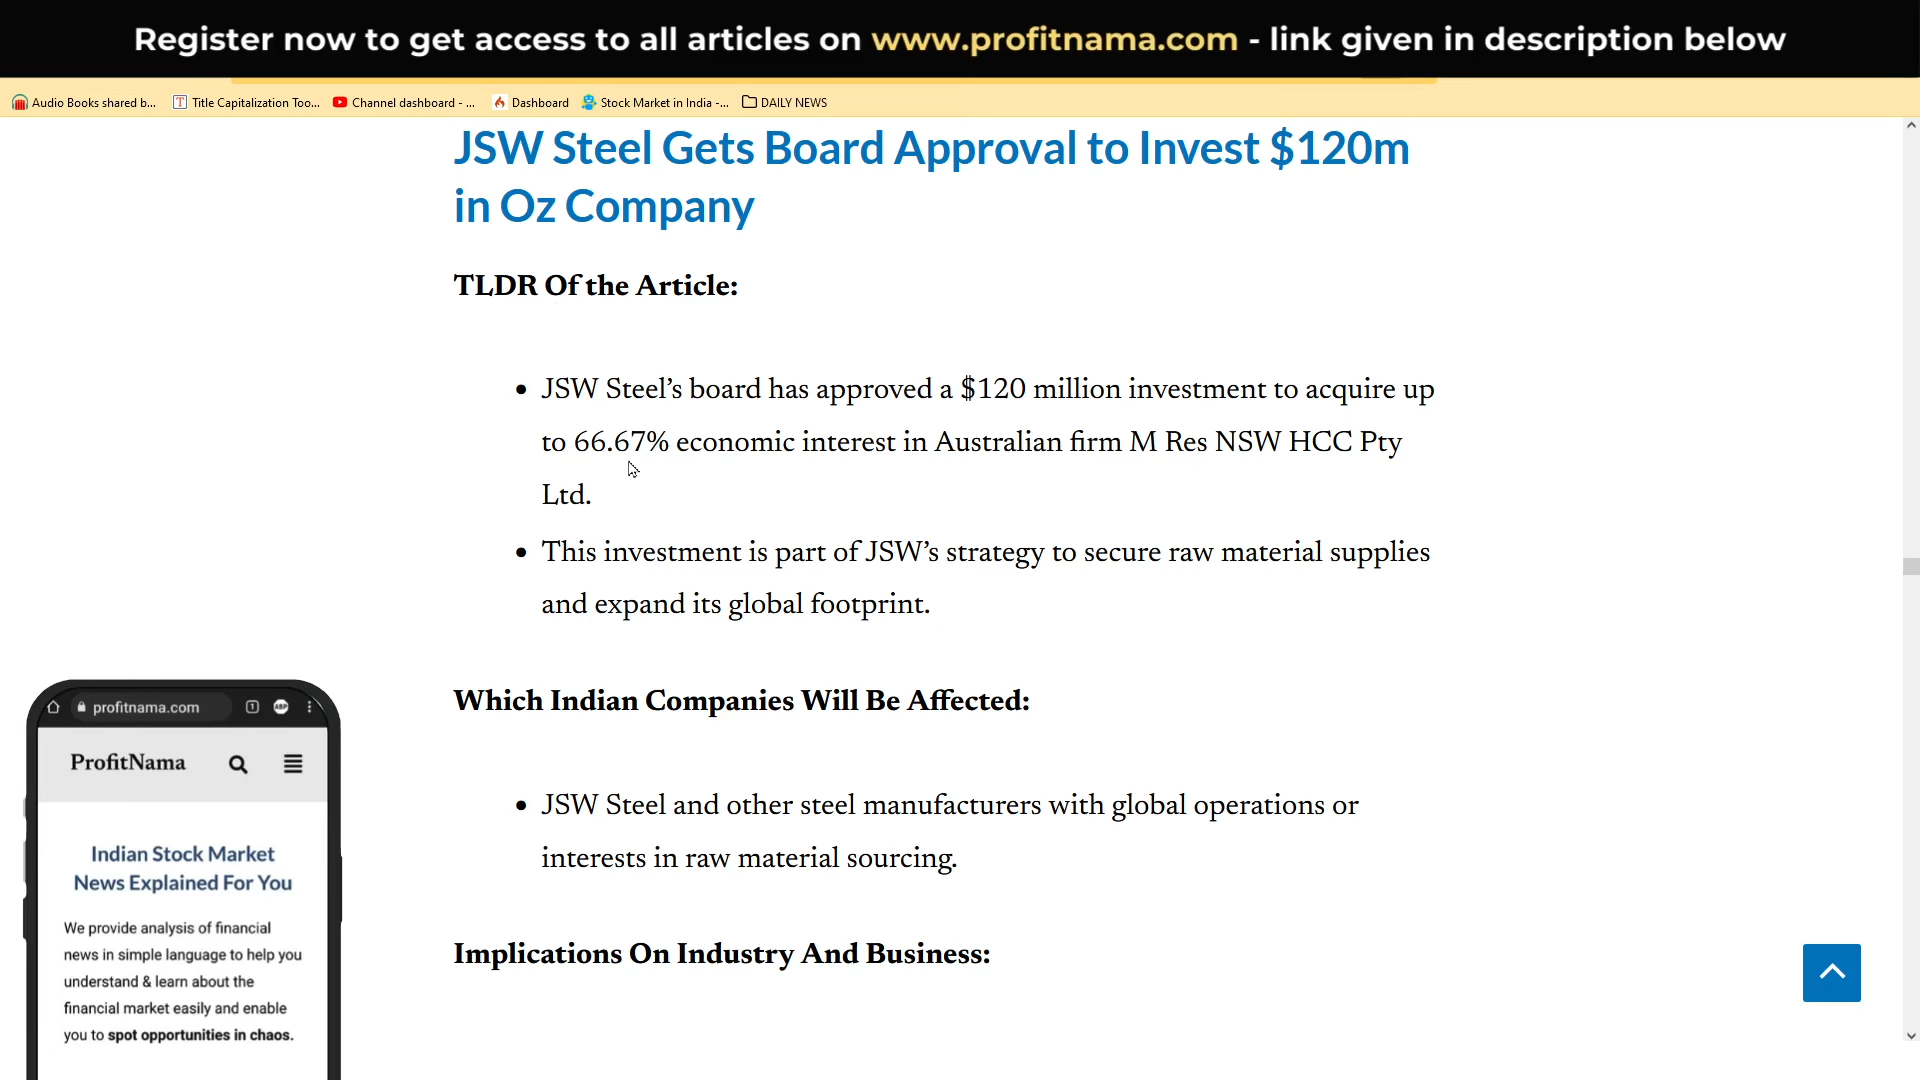 Register now to get access to all articles on www.profitnama.com - link given in description below
Audio Books shared b...
Title Capitalization Too...
Channel dashboard - ...
Dashboard
Stock Market in India -...
DAILY NEWS
JSW Steel Gets Board Approval to Invest $120m
in Oz Company
TLDR Of the Article:
• JSW Steel’s board has approved a $120 million investment to acquire up
to 66.67% economic interest in Australian firm M Res NSW HCC Pty
Ltd.
• This investment is part of JSW’s strategy to secure raw material supplies
and expand its global footprint.
Which Indian Companies Will Be Affected:
• JSW Steel and other steel manufacturers with global operations or
interests in raw material sourcing.
Implications On Industry And Business:
profitnama.com
1
ABP
ProfitNama
Indian Stock Market
News Explained For You
We provide analysis of financial
news in simple language to help you
understand & learn about the
financial market easily and enable
you to spot opportunities in chaos.